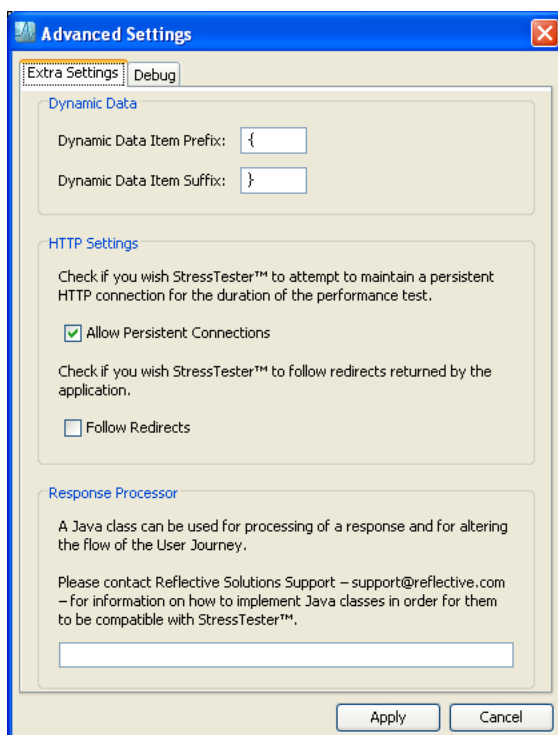 Advanced Settings
Extra Settings Debug
Dynamic Data
Dynamic Data Item Prefix: {
Dynamic Data Item Suffix: }
HTTP Settings
Check if you wish StressTester™ to attempt to maintain a persistent
HTTP connection for the duration of the performance test.
Allow Persistent Connections
Check if you wish StressTester™ to follow redirects returned by the
application.
Follow Redirects
Response Processor
A Java class can be used for processing of a response and for altering
the flow of the User Journey.
Please contact Reflective Solutions Support – support@reflective.com
– for information on how to implement Java classes in order for them
to be compatible with StressTester™.
Apply Cancel